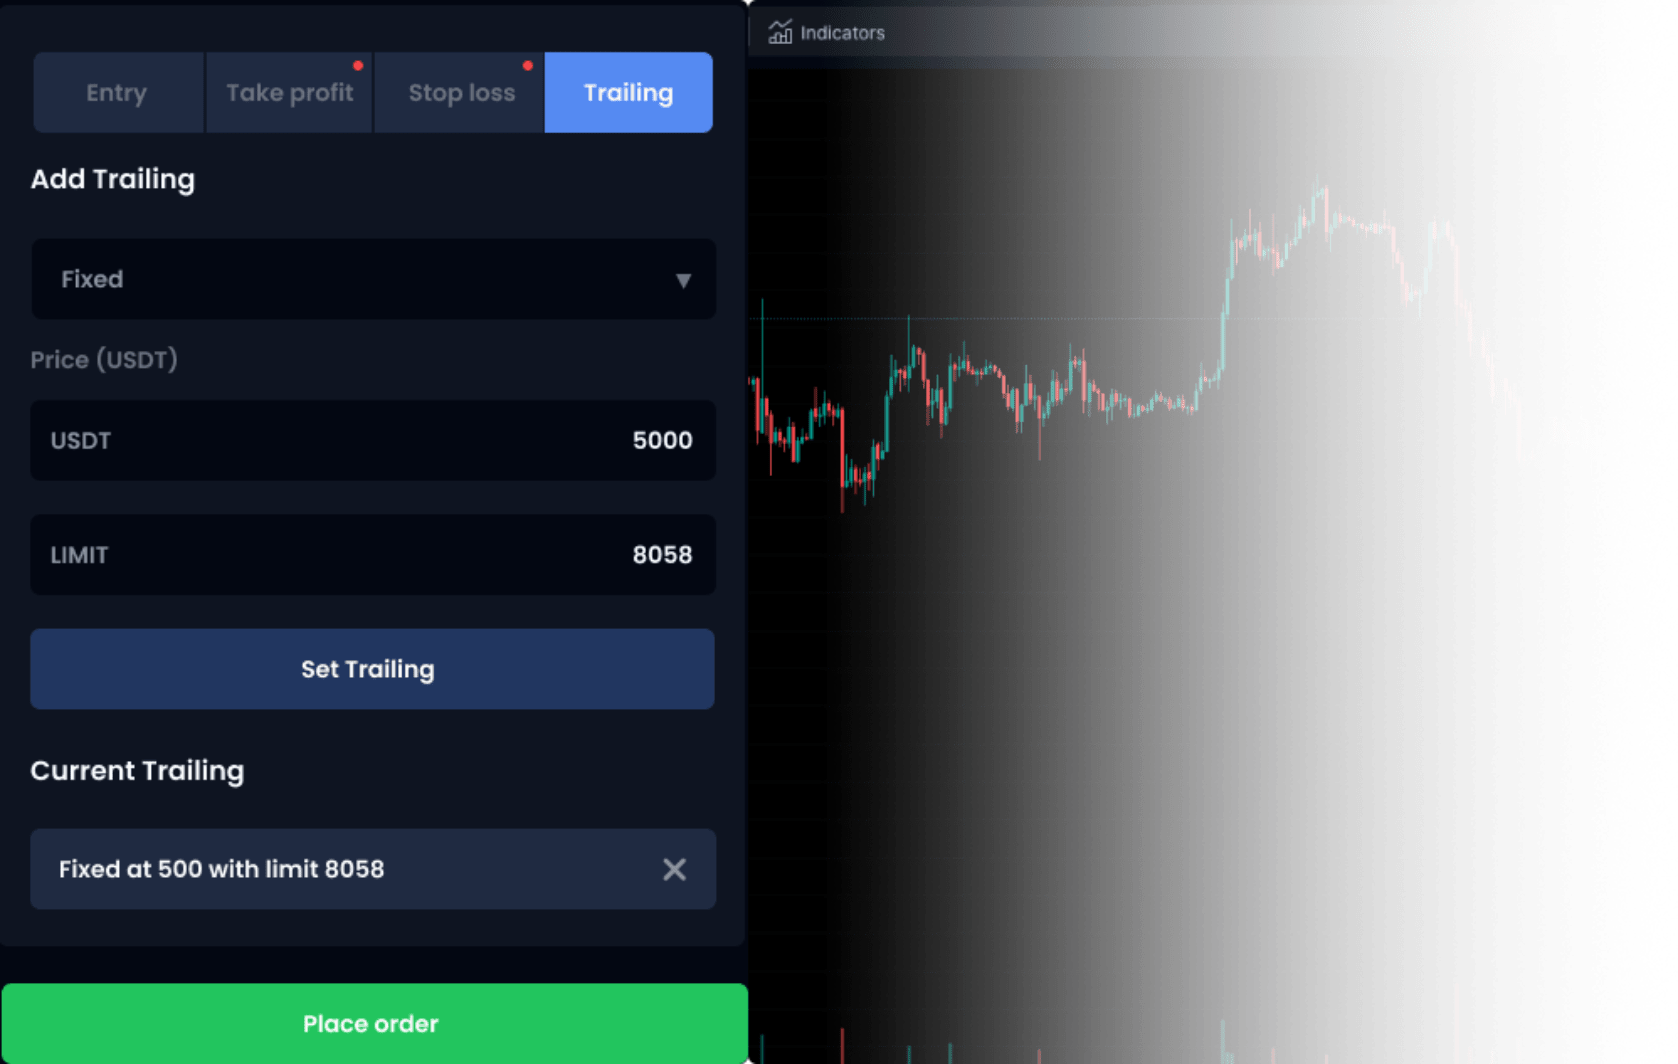 Entry
Take profit
Stop loss
Trailing
Indicators
Add Trailing
Fixed
Price (USDT)
USDT 5000
LIMIT 8058
Set Trailing
Current Trailing
Fixed at 500 with limit 8058
Place order